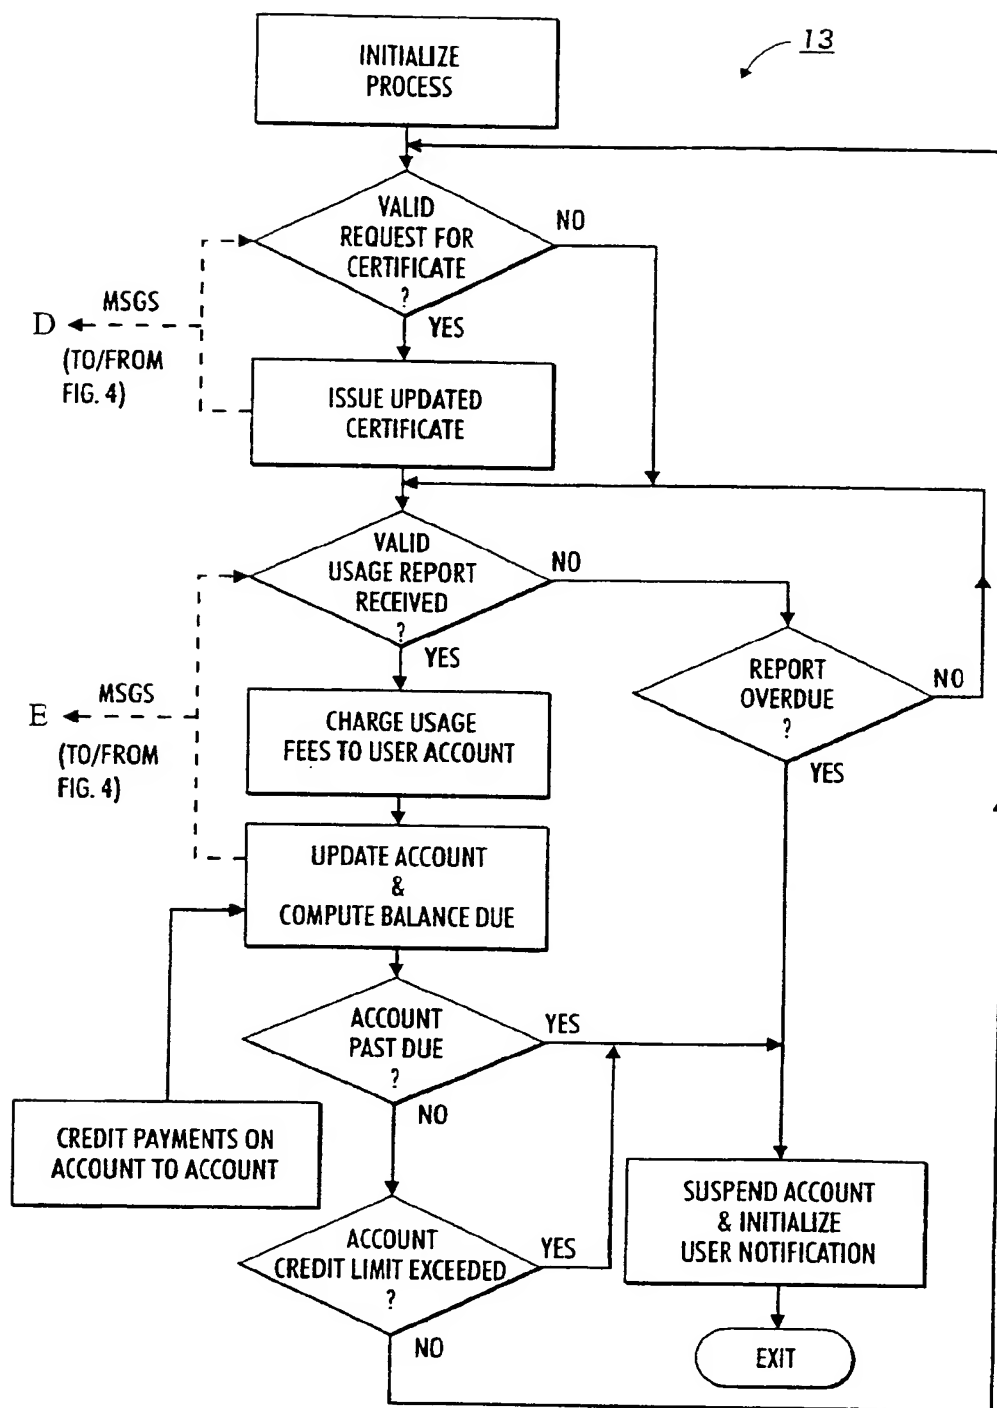 INITIALIZE
PROCESS
13
VALID
REQUEST FOR
CERTIFICATE
?
NO
YES
MSGS
D
(TO/FROM
FIG. 4)
ISSUE UPDATED
CERTIFICATE
VALID
USAGE REPORT
RECEIVED
?
NO
YES
REPORT
OVERDUE
?
NO
YES
MSGS
E
(TO/FROM
FIG. 4)
CHARGE USAGE
FEES TO USER ACCOUNT
UPDATE ACCOUNT
&
COMPUTE BALANCE DUE
ACCOUNT
PAST DUE
?
YES
NO
CREDIT PAYMENTS ON
ACCOUNT TO ACCOUNT
ACCOUNT
CREDIT LIMIT EXCEEDED
?
YES
NO
SUSPEND ACCOUNT
& INITIALIZE
USER NOTIFICATION
EXIT